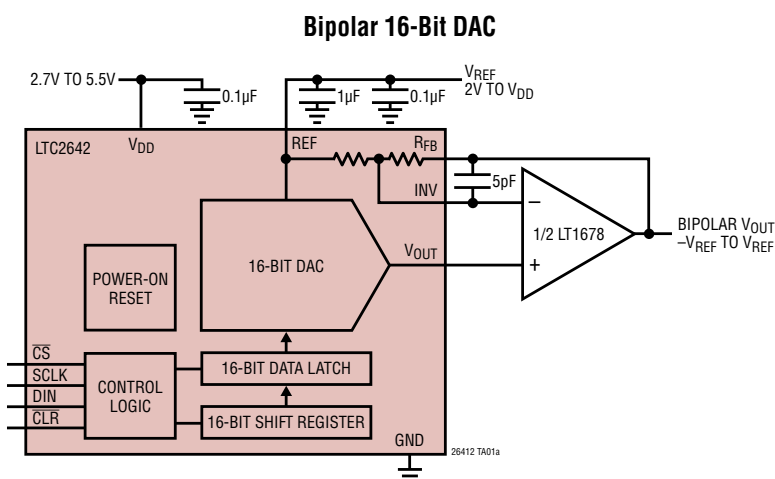 Bipolar 16-Bit DAC
2.7V TO 5.5V
0.1µF
1µF
0.1µF
VREF
2V TO VDD
LTC2642
VDD
REF
RFB
INV
5pF
1/2 LT1678
BIPOLAR VOUT
–VREF TO VREF
VOUT
16-BIT DAC
POWER-ON
RESET
CS
SCLK
DIN
CLR
CONTROL
LOGIC
16-BIT DATA LATCH
16-BIT SHIFT REGISTER
GND
26412 TA01a
–
+